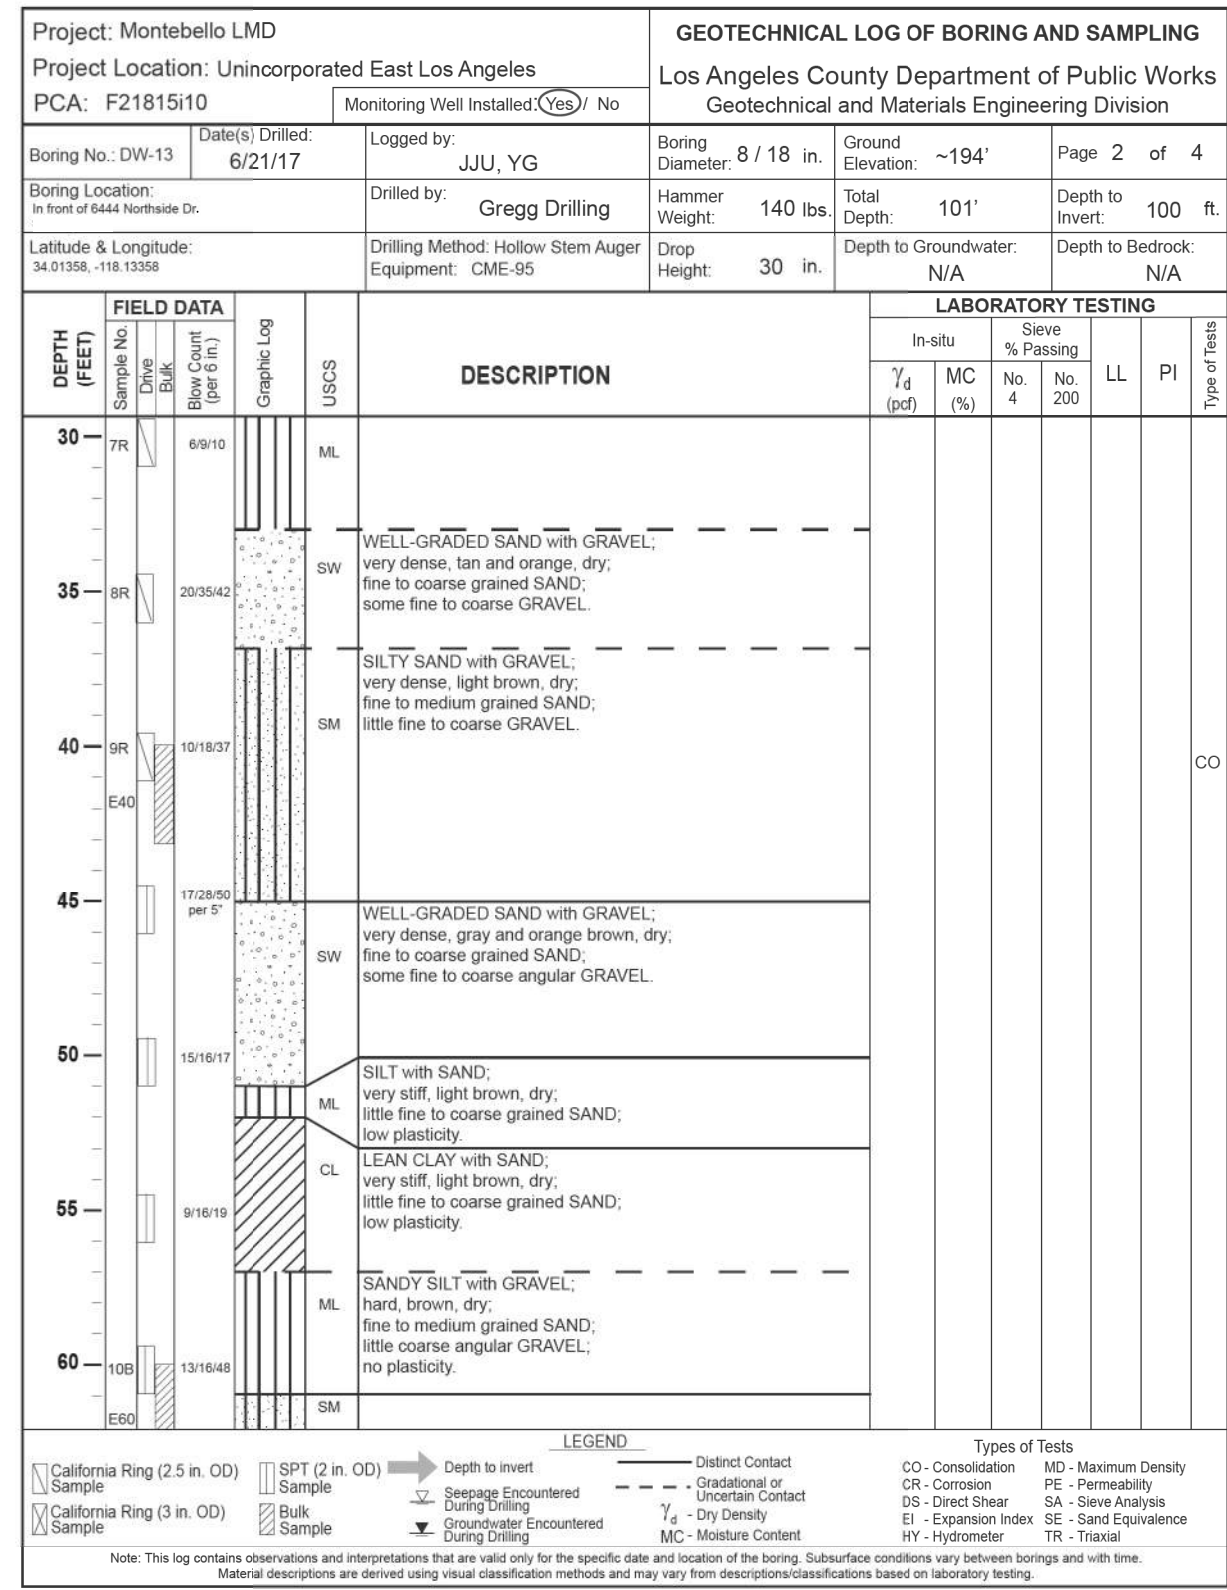 Project: Montebello LMD
Project Location: Unincorporated East Los Angeles
PCA: F21815i10
Monitoring Well Installed: Yes / No
GEOTECHNICAL LOG OF BORING AND SAMPLING
Los Angeles County Department of Public Works
Geotechnical and Materials Engineering Division
Boring No.: DW-13
Date(s) Drilled:
6/21/17
Logged by:
JJU, YG
Boring Diameter: 8 / 18 in.
Ground Elevation: ~194’
Page 2 of 4
Boring Location:
In front of 6444 Northside Dr.
Drilled by:
Gregg Drilling
Hammer Weight: 140 lbs.
Total Depth: 101’
Depth to Invert: 100 ft.
Latitude & Longitude:
34.01358, -118.13358
Drilling Method: Hollow Stem Auger
Equipment: CME-95
Drop Height: 30 in.
Depth to Groundwater:
N/A
Depth to Bedrock:
N/A
DEPTH (FEET)
FIELD DATA
Sample No.
Drive
Bulk
Blow Count (per 6 in.)
Graphic Log
USCS
DESCRIPTION
LABORATORY TESTING
In-situ
γd (pcf)
MC (%)
Sieve % Passing
No. 4
No. 200
LL
PI
Type of Tests
30 7R 6/9/10 ML
SW
WELL-GRADED SAND with GRAVEL;
very dense, tan and orange, dry;
fine to coarse grained SAND;
some fine to coarse GRAVEL.
35 8R 20/35/42
SILTY SAND with GRAVEL;
very dense, light brown, dry;
fine to medium grained SAND;
little fine to coarse GRAVEL.
SM
40 9R 10/18/37
CO
E40
45 17/28/50
per 5"
WELL-GRADED SAND with GRAVEL;
very dense, gray and orange brown, dry;
fine to coarse grained SAND;
some fine to coarse angular GRAVEL.
SW
50 15/16/17
SILT with SAND;
very stiff, light brown, dry;
little fine to coarse grained SAND;
low plasticity.
ML
LEAN CLAY with SAND;
very stiff, light brown, dry;
little fine to coarse grained SAND;
low plasticity.
CL
55 9/16/19
SANDY SILT with GRAVEL;
hard, brown, dry;
fine to medium grained SAND;
little coarse angular GRAVEL;
no plasticity.
ML
60 10B 13/16/48
E60 SM
LEGEND
California Ring (2.5 in. OD) Sample
California Ring (3 in. OD) Sample
SPT (2 in. OD) Sample
Bulk Sample
Depth to invert
Seepage Encountered During Drilling
Groundwater Encountered During Drilling
Distinct Contact
Gradational or Uncertain Contact
γd - Dry Density
MC - Moisture Content
Types of Tests
CO - Consolidation MD - Maximum Density
CR - Corrosion PE - Permeability
DS - Direct Shear SA - Sieve Analysis
EI - Expansion Index SE - Sand Equivalence
HY - Hydrometer TR - Triaxial
Note: This log contains observations and interpretations that are valid only for the specific date and location of the boring. Subsurface conditions vary between borings and with time.
Material descriptions are derived using visual classification methods and may vary from descriptions/classifications based on laboratory testing.